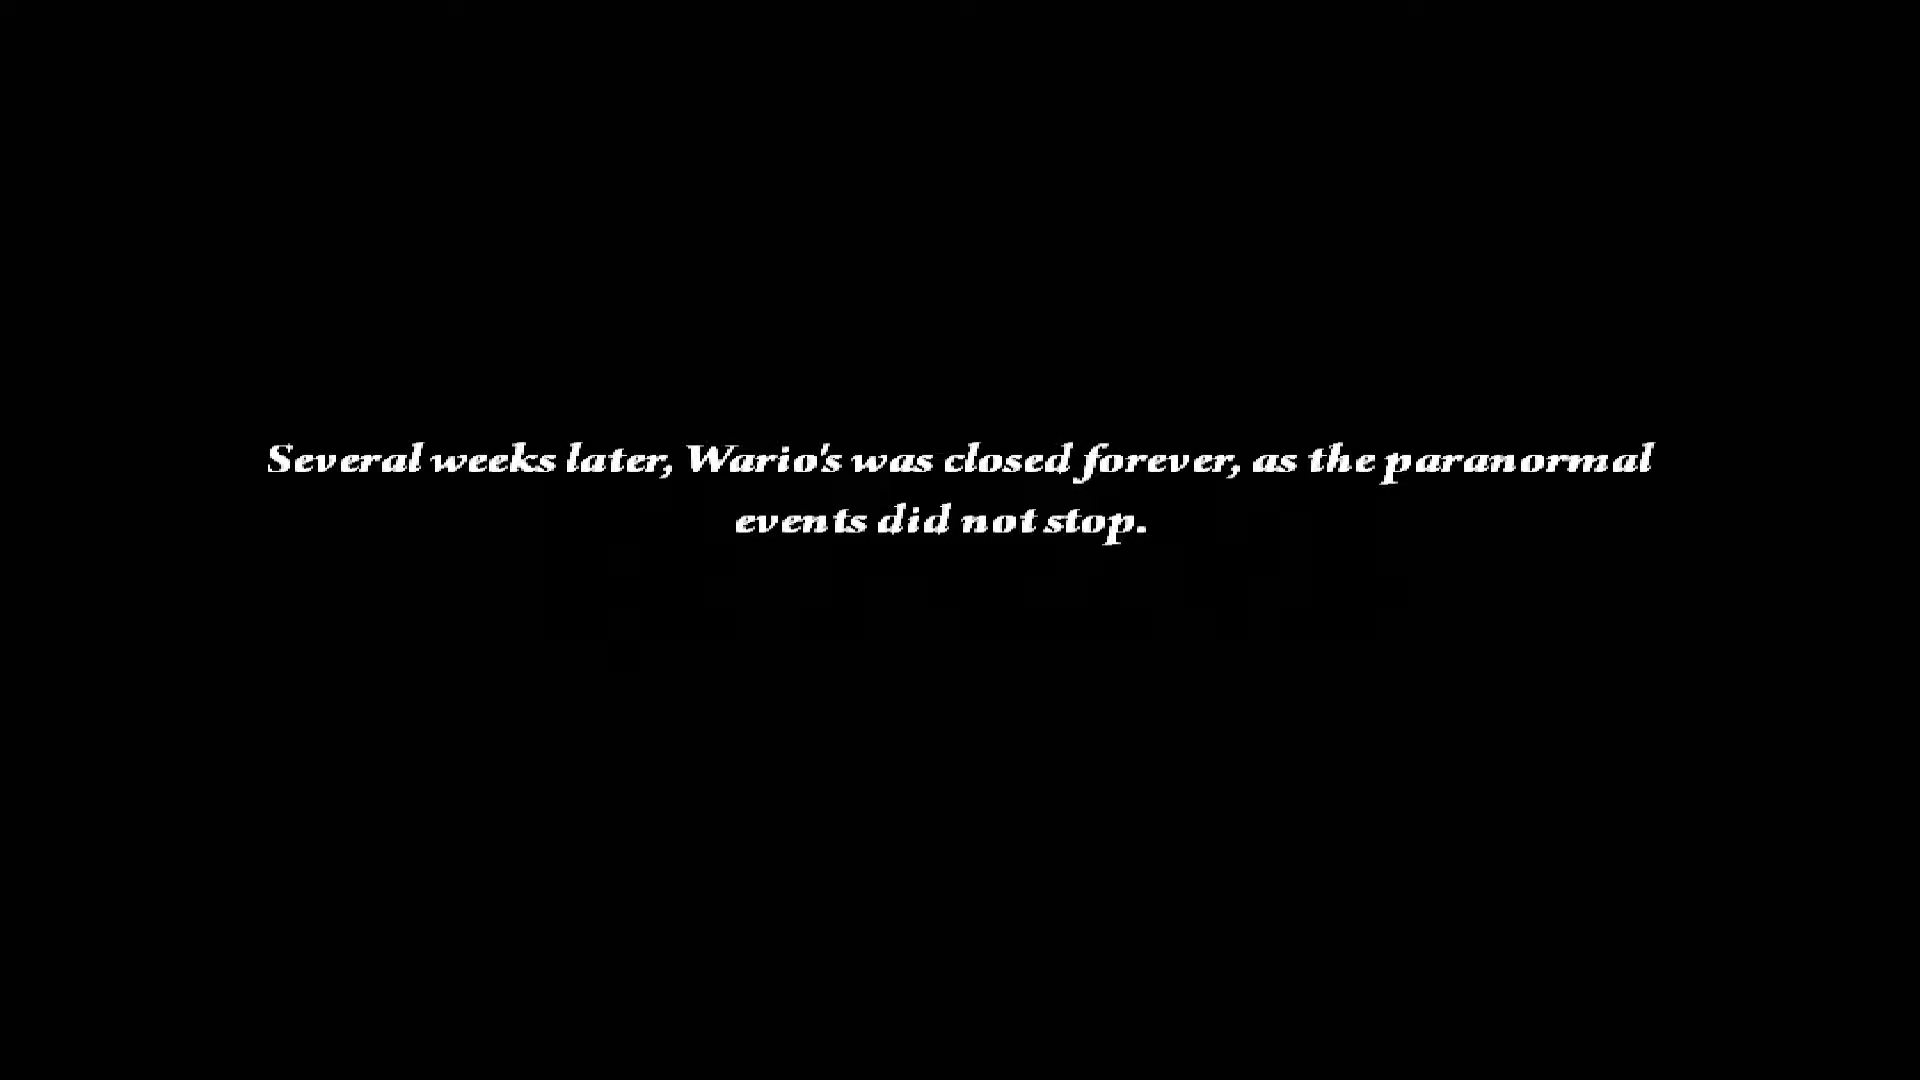 Several weeks later, Wario's was closed forever, as the paranormal
events did not stop.